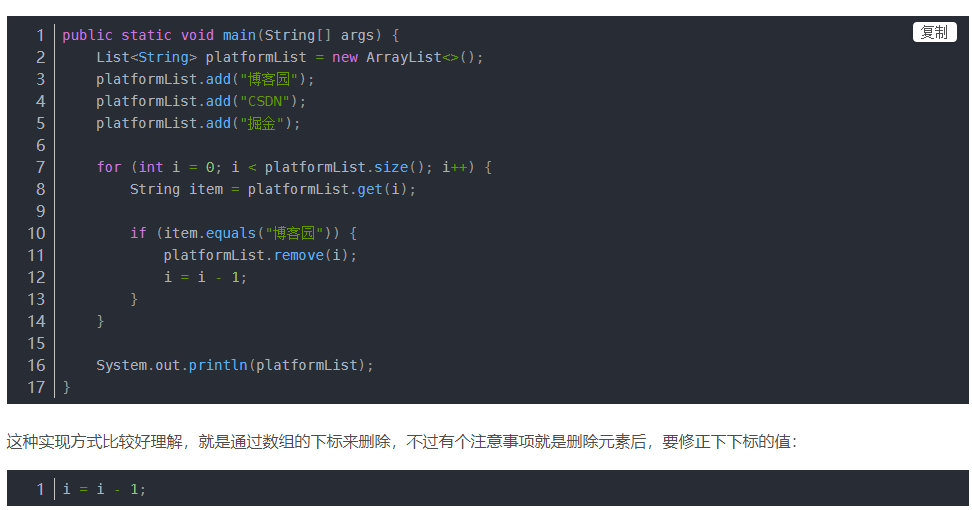 复制
1 public static void main(String[] args) {
2     List<String> platformList = new ArrayList<>();
3     platformList.add("博客园");
4     platformList.add("CSDN");
5     platformList.add("掘金");
6
7     for (int i = 0; i < platformList.size(); i++) {
8         String item = platformList.get(i);
9
10         if (item.equals("博客园")) {
11             platformList.remove(i);
12             i = i - 1;
13         }
14     }
15
16     System.out.println(platformList);
17 }
这种实现方式比较好理解，就是通过数组的下标来删除，不过有个注意事项就是删除元素后，要修正下下标的值：
1 i = i - 1;